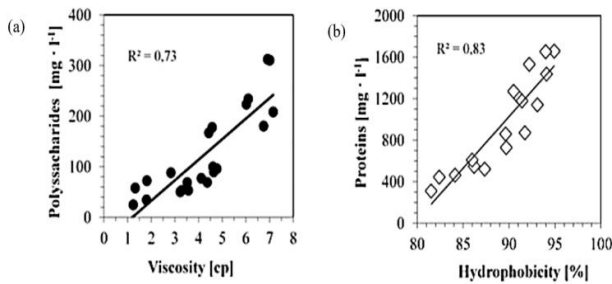 (a)
Polyssacharides [mg · l⁻¹]
400
300
200
100
0
R² = 0,73
0 1 2 3 4 5 6 7 8
Viscosity [cp]
(b)
Proteins [mg · l⁻¹]
2000
1600
1200
800
400
0
R² = 0,83
80 85 90 95 100
Hydrophobicity [%]